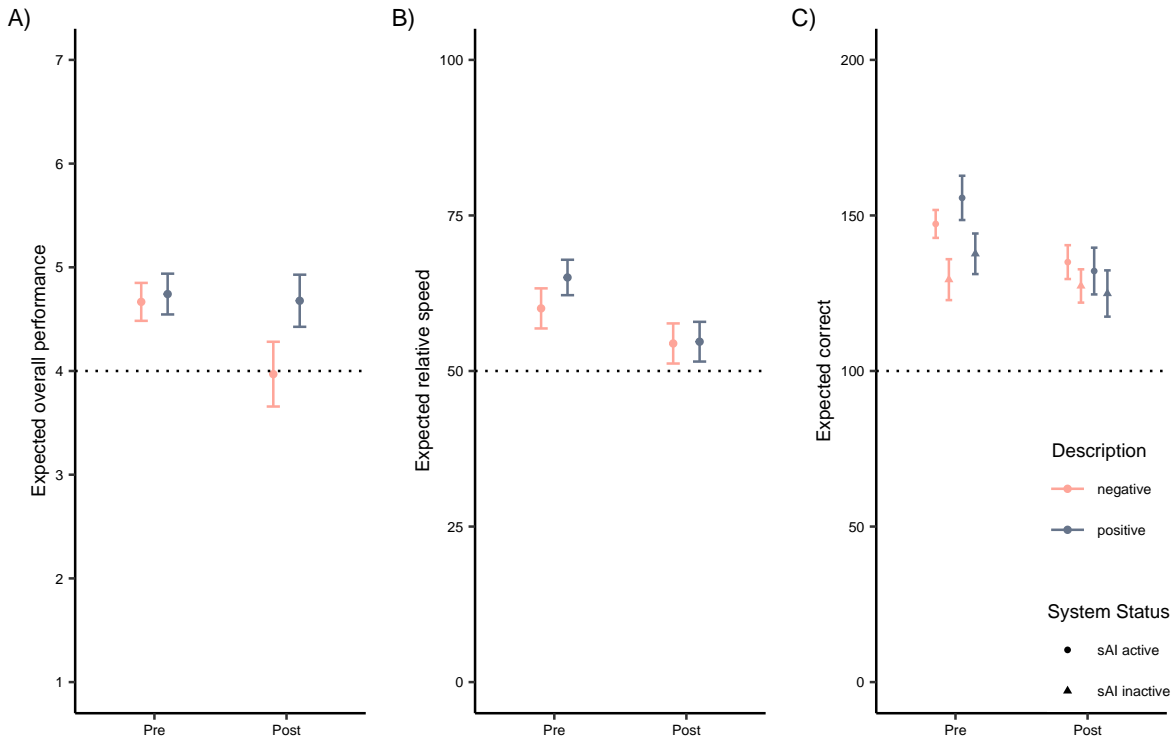 A)
B)
C)
Expected overall performance
7
6
5
4
3
2
1
Pre
Post
Expected relative speed
100
75
50
25
0
Pre
Post
Expected correct
200
150
100
50
0
Pre
Post
Description
negative
positive
System Status
sAI active
sAI inactive